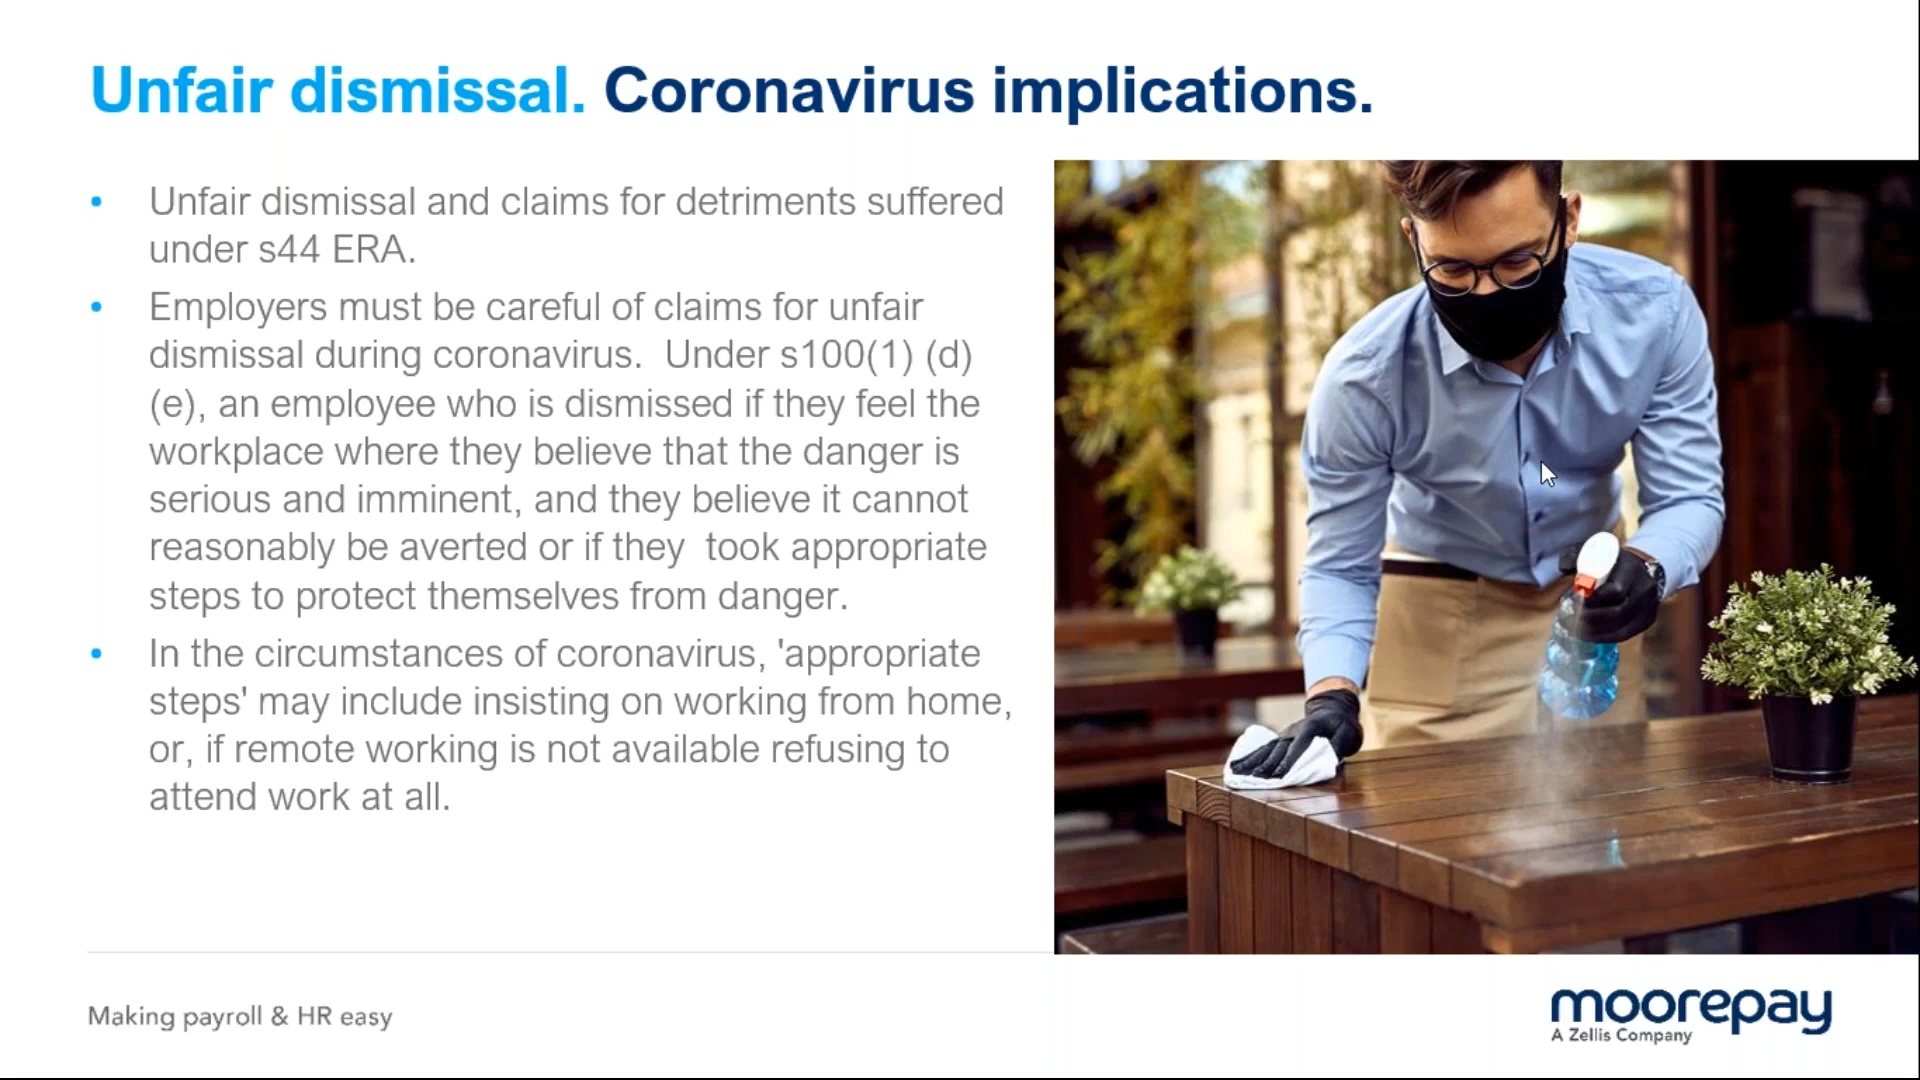 Unfair dismissal. Coronavirus implications.
• Unfair dismissal and claims for detriments suffered
under s44 ERA.
• Employers must be careful of claims for unfair
dismissal during coronavirus.  Under s100(1) (d)
(e), an employee who is dismissed if they feel the
workplace where they believe that the danger is
serious and imminent, and they believe it cannot
reasonably be averted or if they  took appropriate
steps to protect themselves from danger.
• In the circumstances of coronavirus, 'appropriate
steps' may include insisting on working from home,
or, if remote working is not available refusing to
attend work at all.
Making payroll & HR easy
moorepay
A Zellis Company